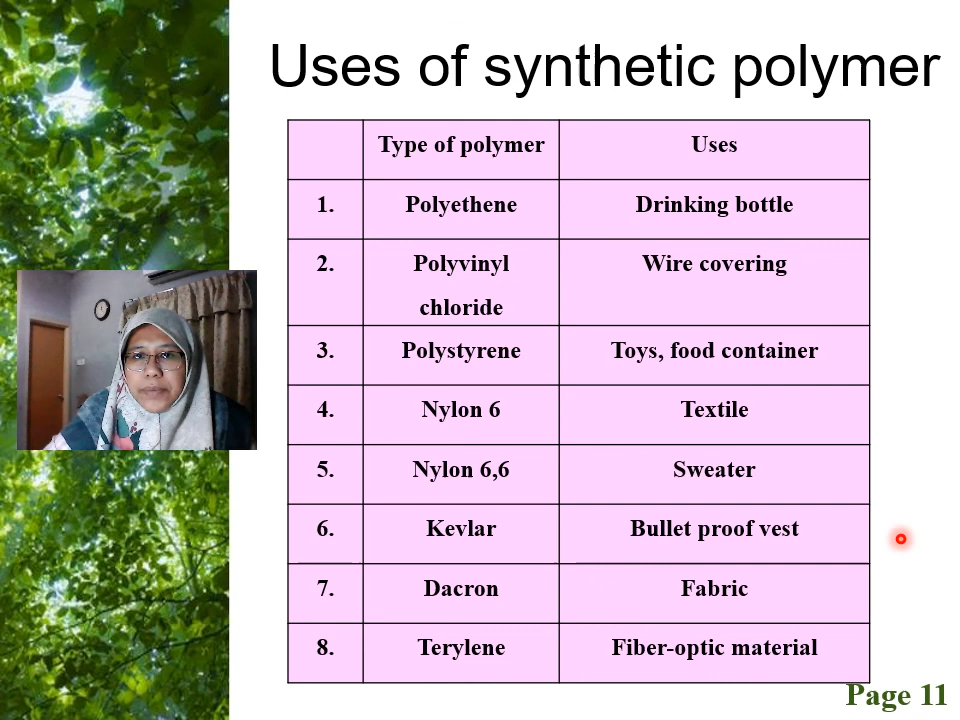 Uses of synthetic polymer
Type of polymer Uses
1. Polyethene Drinking bottle
2. Polyvinyl Wire covering
chloride
3. Polystyrene Toys, food container
4. Nylon 6 Textile
5. Nylon 6,6 Sweater
6. Kevlar Bullet proof vest
7. Dacron Fabric
8. Terylene Fiber-optic material
Page 11